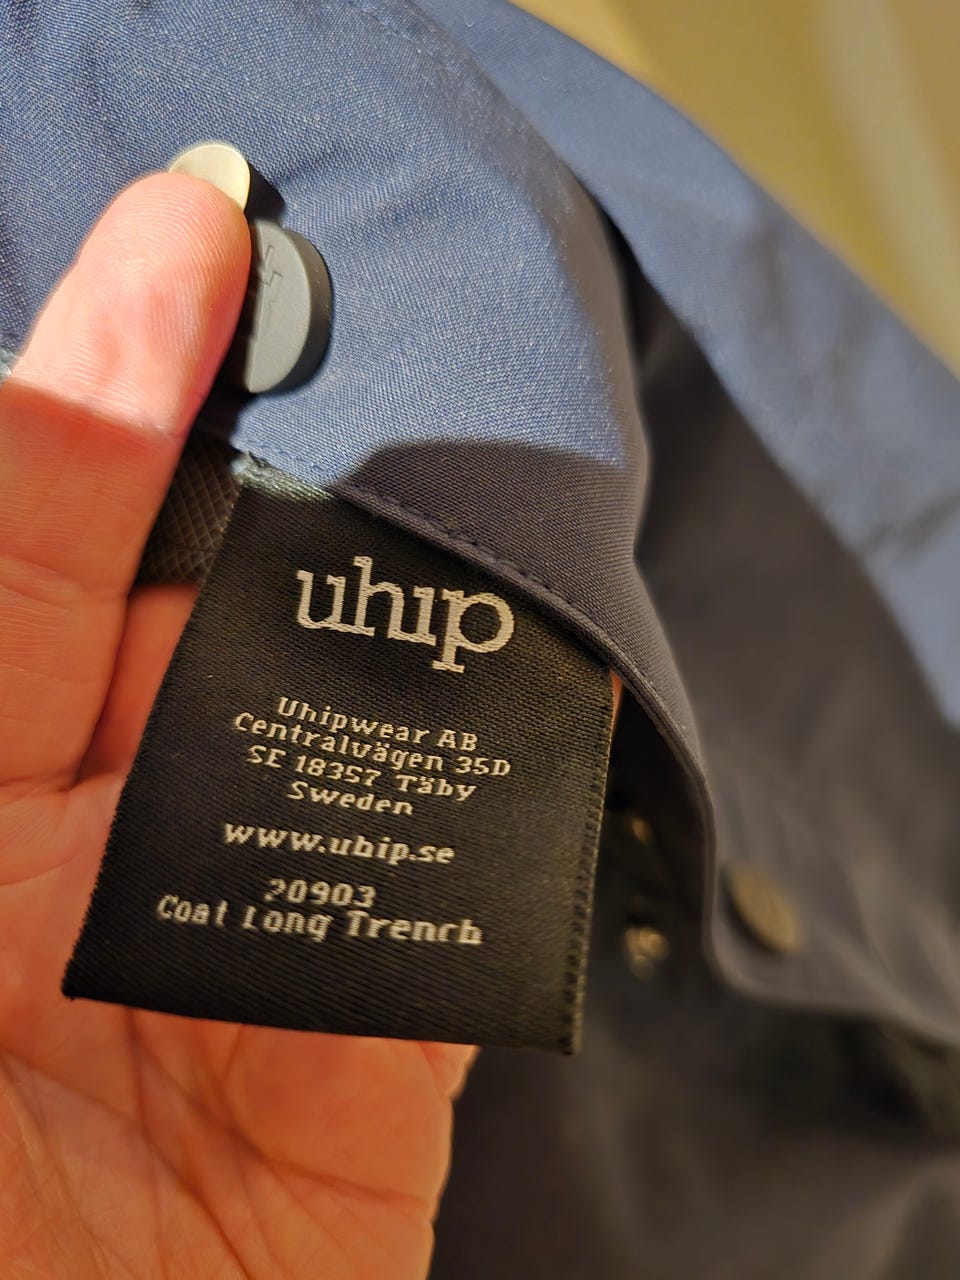 uhip
Uhipwear AB
Centralvägen 35D
SE 18357 Täby
Sweden
www.uhip.se
20903
Coat Long Trench